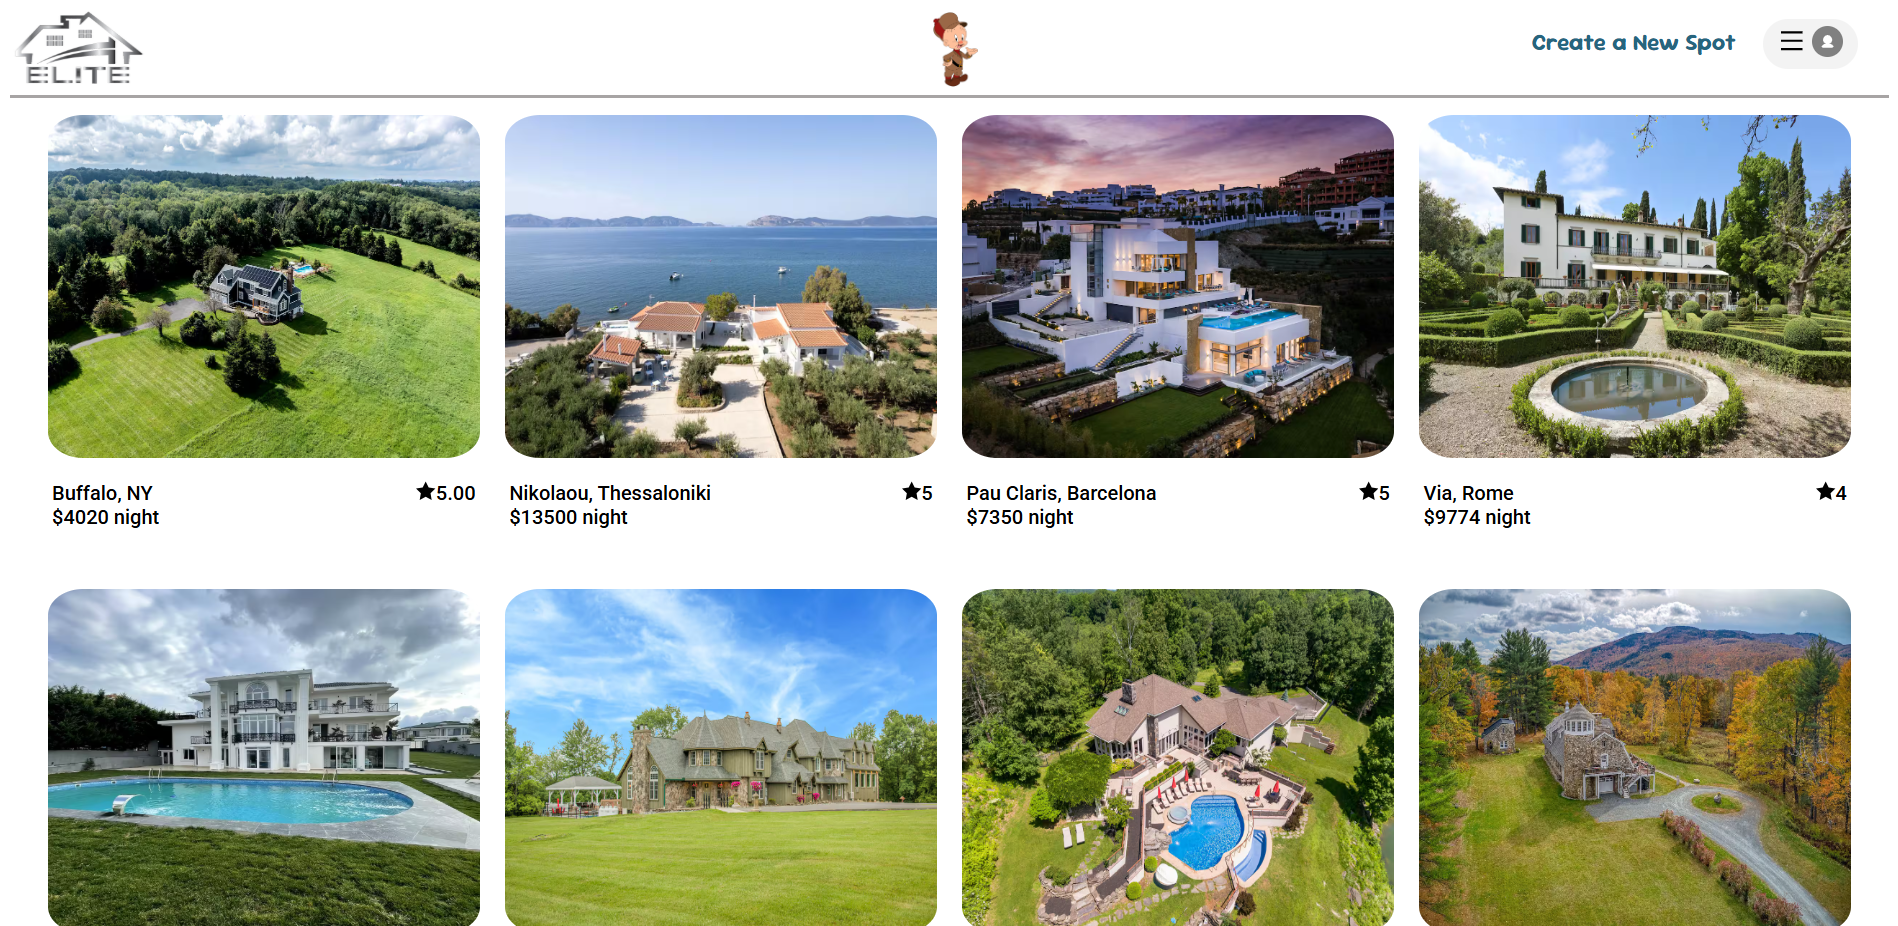 ELITE
Create a New Spot
Buffalo, NY
★5.00
$4020 night
Nikolaou, Thessaloniki
★5
$13500 night
Pau Claris, Barcelona
★5
$7350 night
Via, Rome
★4
$9774 night